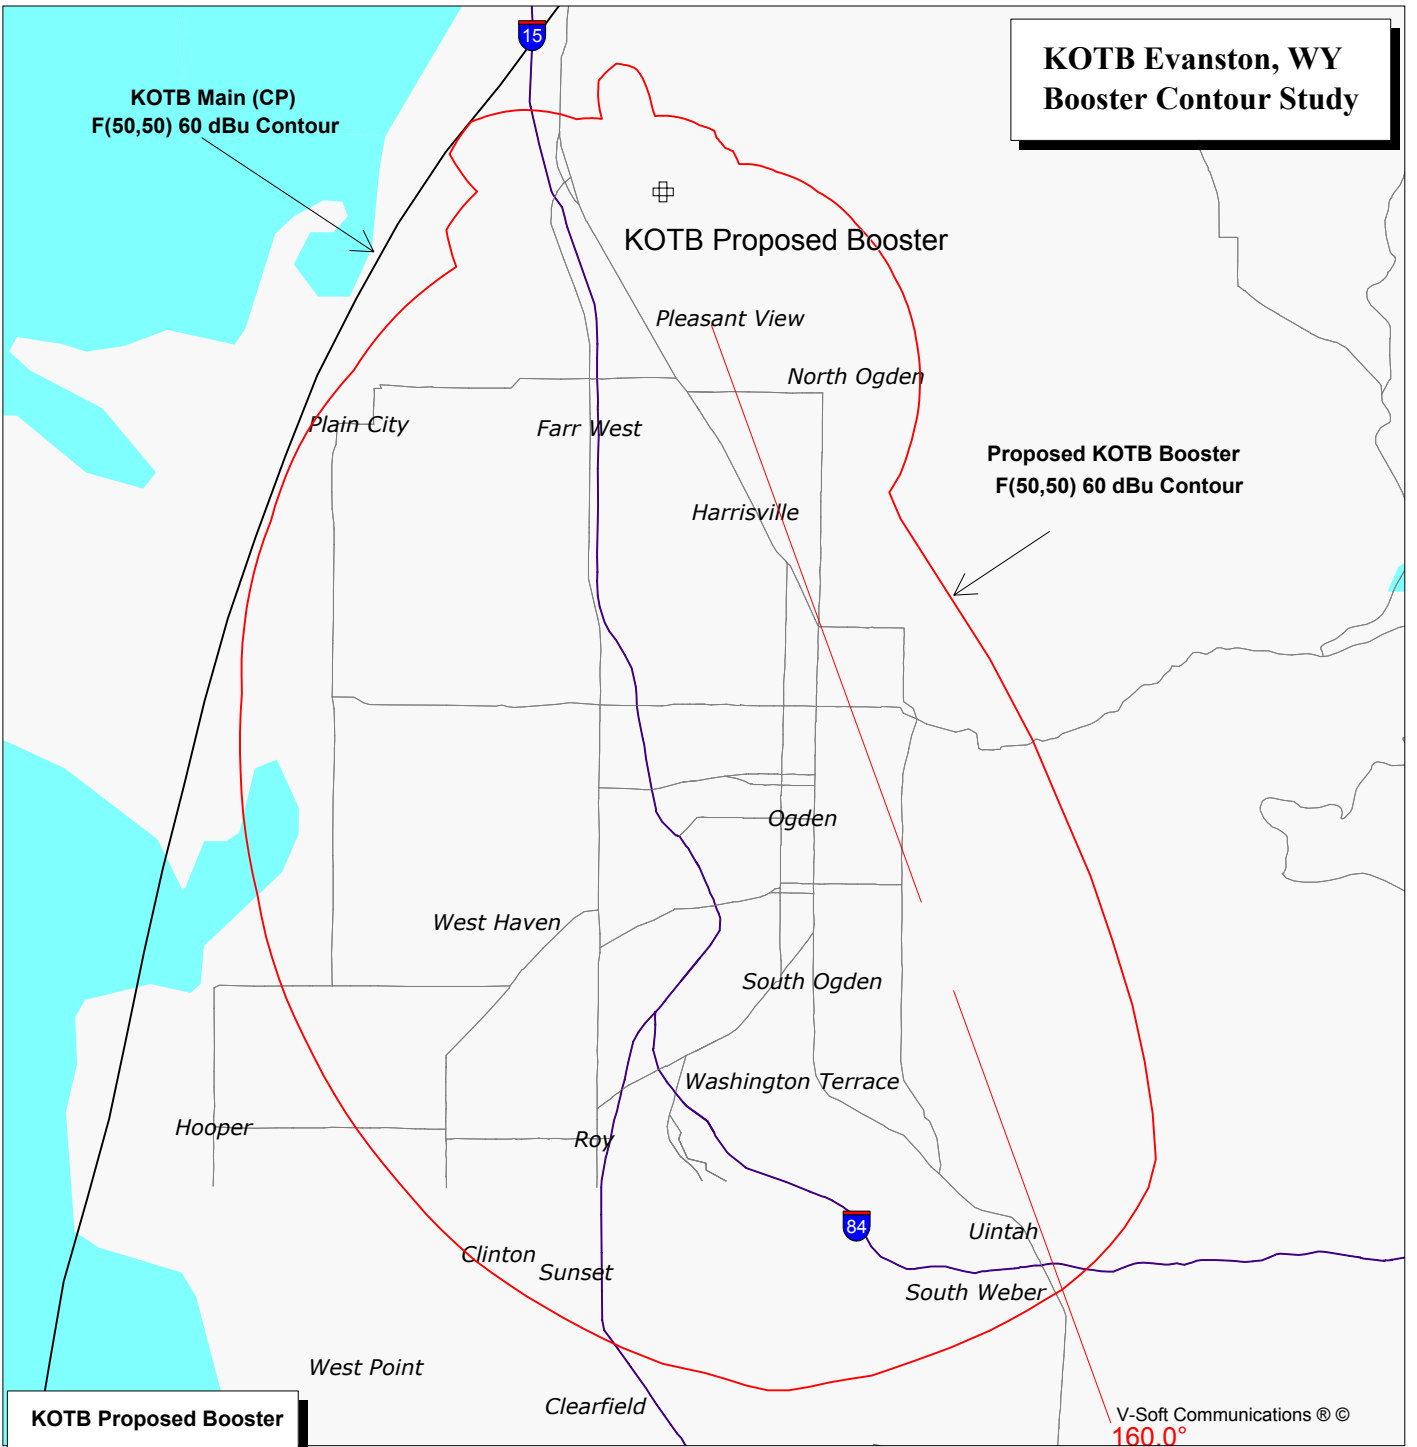 15
KOTB Evanston, WY
Booster Contour Study
KOTB Main (CP)
F(50,50) 60 dBu Contour
KOTB Proposed Booster
Pleasant View
North Ogden
Plain City
Farr West
Proposed KOTB Booster
F(50,50) 60 dBu Contour
Harrisville
Ogden
West Haven
South Ogden
Washington Terrace
Hooper
Roy
84
Uintah
Clinton
Sunset
South Weber
West Point
Clearfield
KOTB Proposed Booster
V-Soft Communications ® ©
160.0°